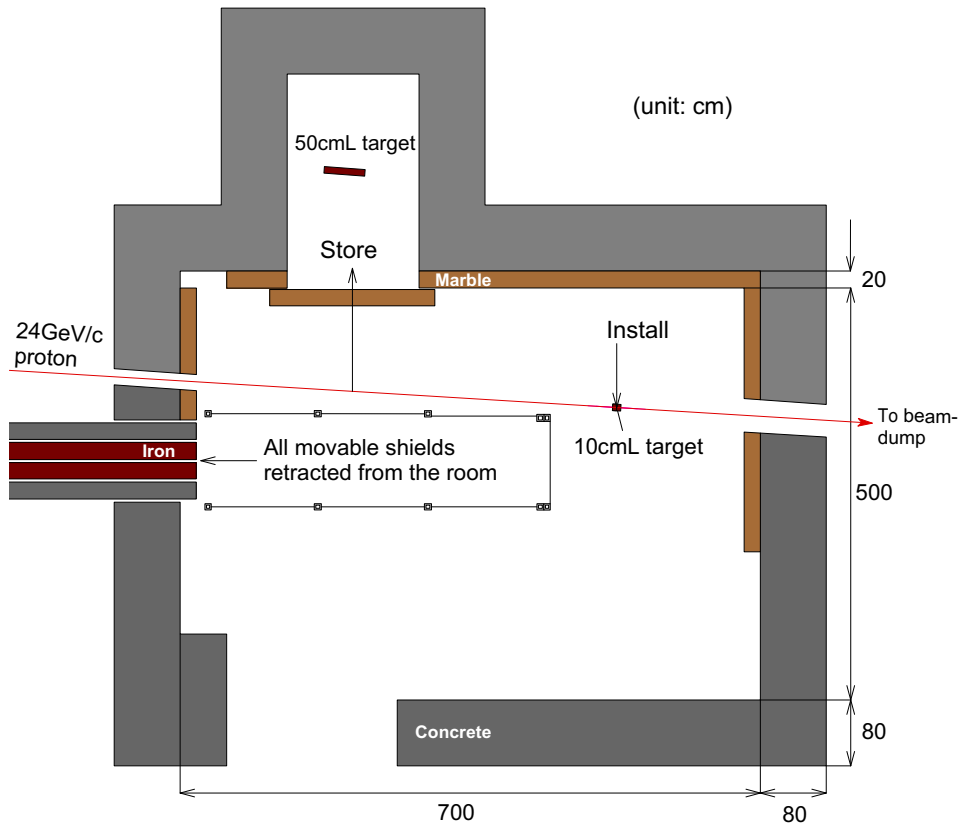 (unit: cm)
50cmL target
Store
Marble
20
24GeV/c
proton
Install
To beam-
dump
Iron
All movable shields
retracted from the room
10cmL target
500
Concrete
80
700
80